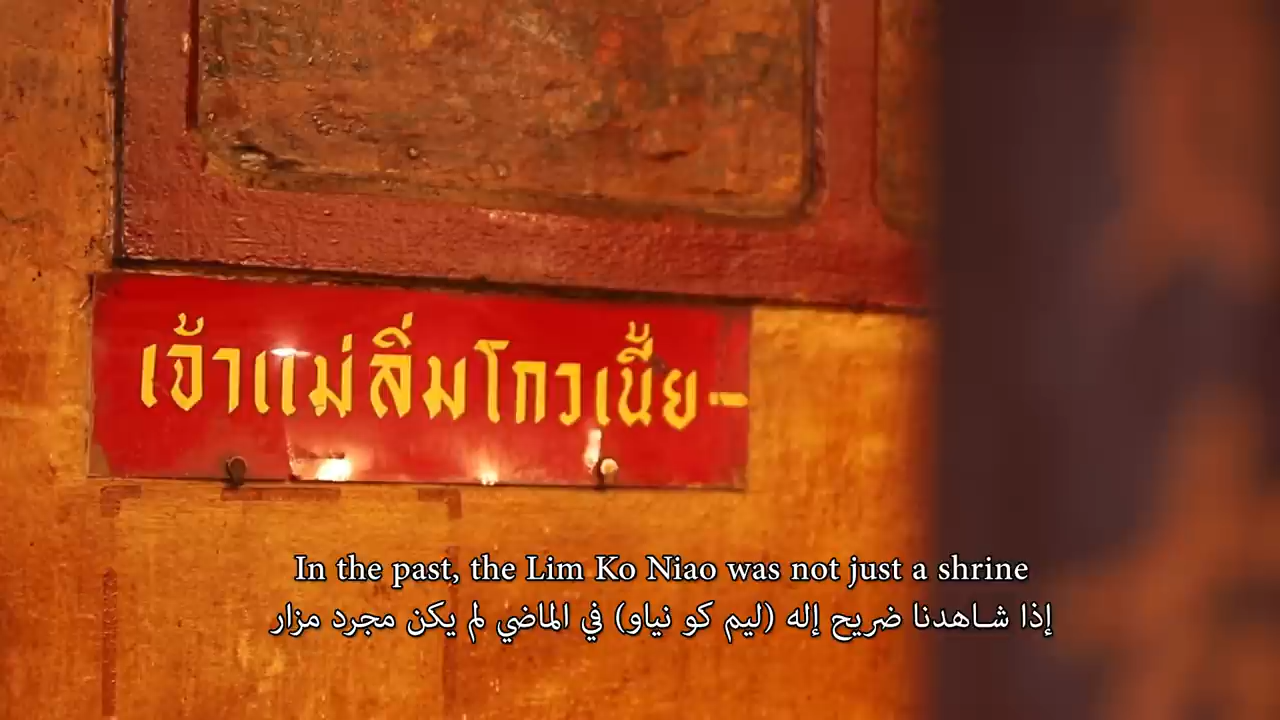 เจ้าแม่ลิ่มโกวเนี้ย-
In the past, the Lim Ko Niao was not just a shrine
إذا شاهدنا ضريح إله (ليم كو نياو) في الماضي لم يكن مجرد مزار